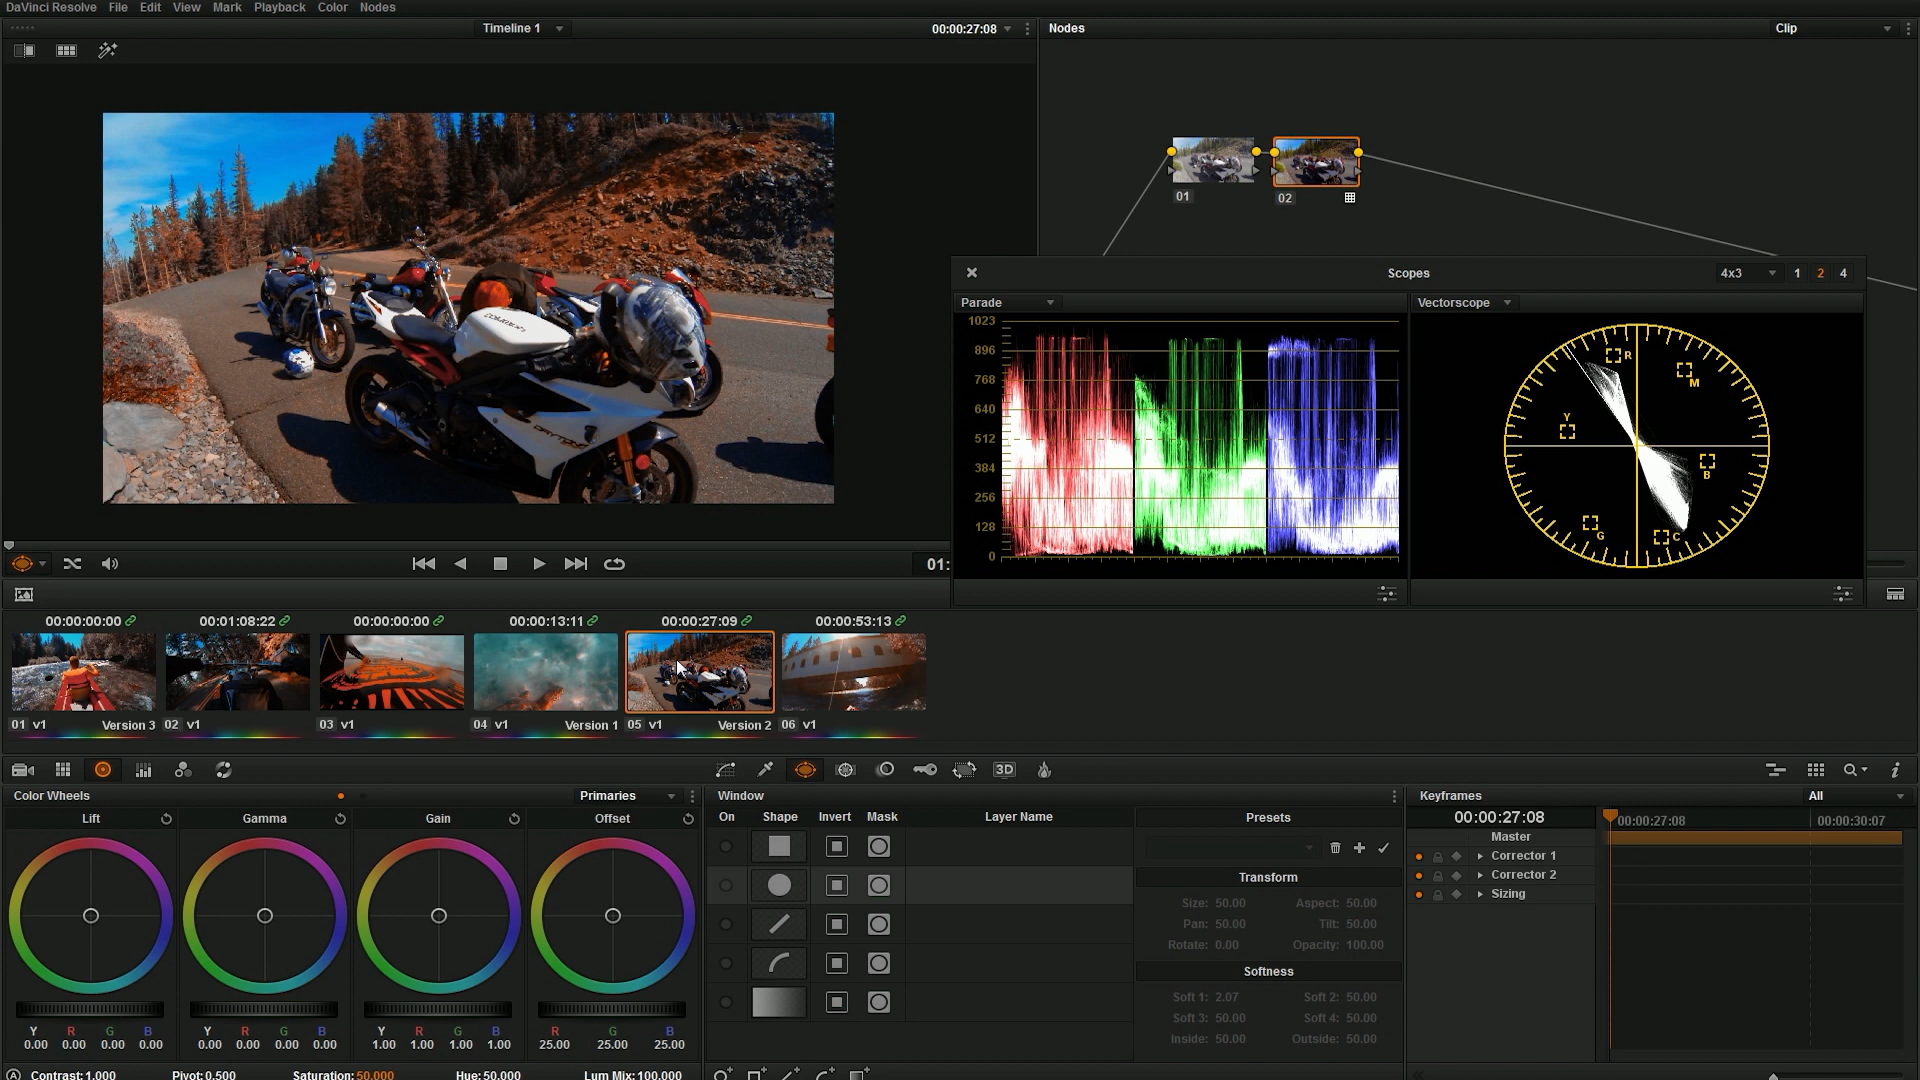 DaVinci Resolve File Edit View Mark Playback Color Nodes
Timeline 1 00:00:27:08
Nodes Clip
01 02
Scopes 4x3 1 2 4
Parade
1023
896
768
640
512
384
256
128
0
Vectorscope
R
M
Y
B
G
C
DAYTONA
01:
00:00:00:00 00:01:08:22 00:00:00:00 00:00:13:11 00:00:27:09 00:00:53:13
01 v1 Version 3 02 v1 03 v1 04 v1 Version 1 05 v1 Version 2 06 v1
3D
Color Wheels Primaries
Lift Gamma Gain Offset
Y R G B Y R G B Y R G B R G B
0.00 0.00 0.00 0.00 0.00 0.00 0.00 0.00 1.00 1.00 1.00 1.00 25.00 25.00 25.00
A Contrast:1.000 Pivot:0.500 Saturation:50.000 Hue:50.000 Lum Mix:100.000
Window
On Shape Invert Mask Layer Name
Presets
Transform
Size: 50.00 Aspect: 50.00
Pan: 50.00 Tilt: 50.00
Rotate: 0.00 Opacity: 100.00
Softness
Soft 1: 2.07 Soft 2: 50.00
Soft 3: 50.00 Soft 4: 50.00
Inside: 50.00 Outside: 50.00
Keyframes All
00:00:27:08 00:00:27:08 00:00:30:07
Master
Corrector 1
Corrector 2
Sizing